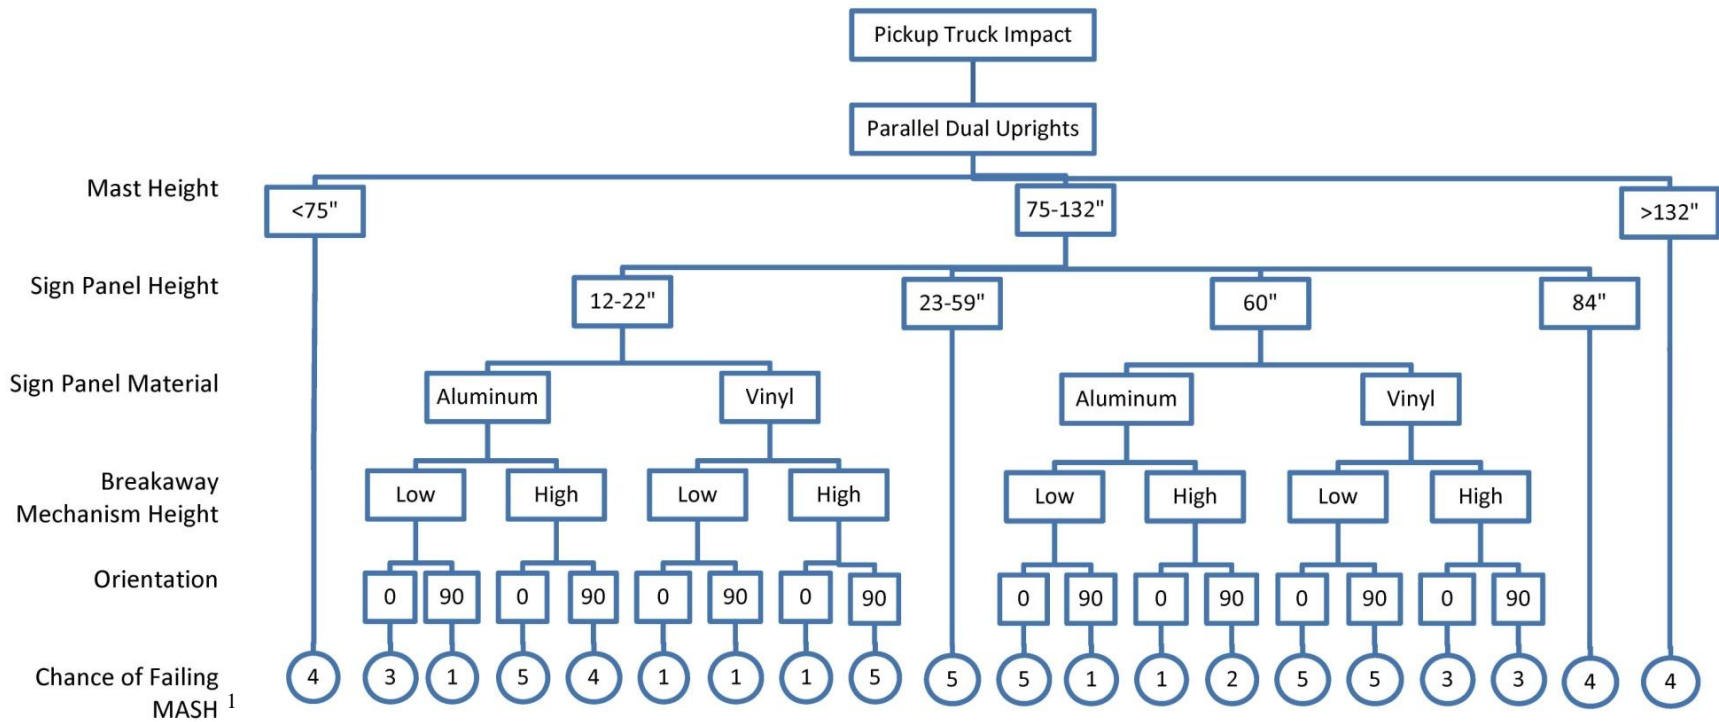 Pickup Truck Impact
Parallel Dual Uprights
Mast Height
<75" 75-132" >132"
Sign Panel Height
12-22" 23-59" 60" 84"
Sign Panel Material
Aluminum Vinyl Aluminum Vinyl
Breakaway
Mechanism Height
Low High Low High Low High Low High
Orientation
0 90 0 90 0 90 0 90 0 90 0 90 0 90 0 90
Chance of Failing
MASH 1
4 3 1 5 4 1 1 1 5 5 5 1 1 2 5 5 3 3 4 4